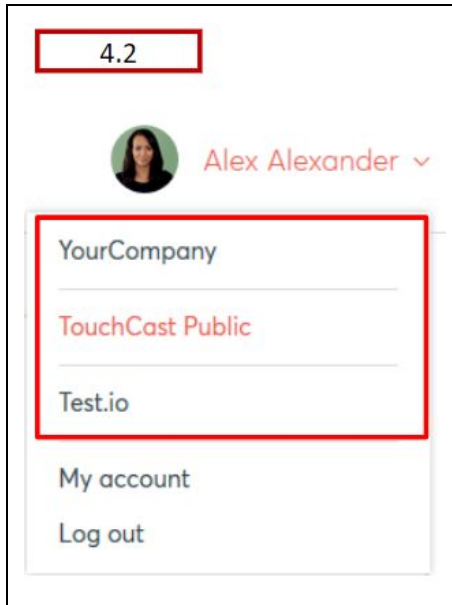 4.2
Alex Alexander
YourCompany
TouchCast Public
Test.io
My account
Log out